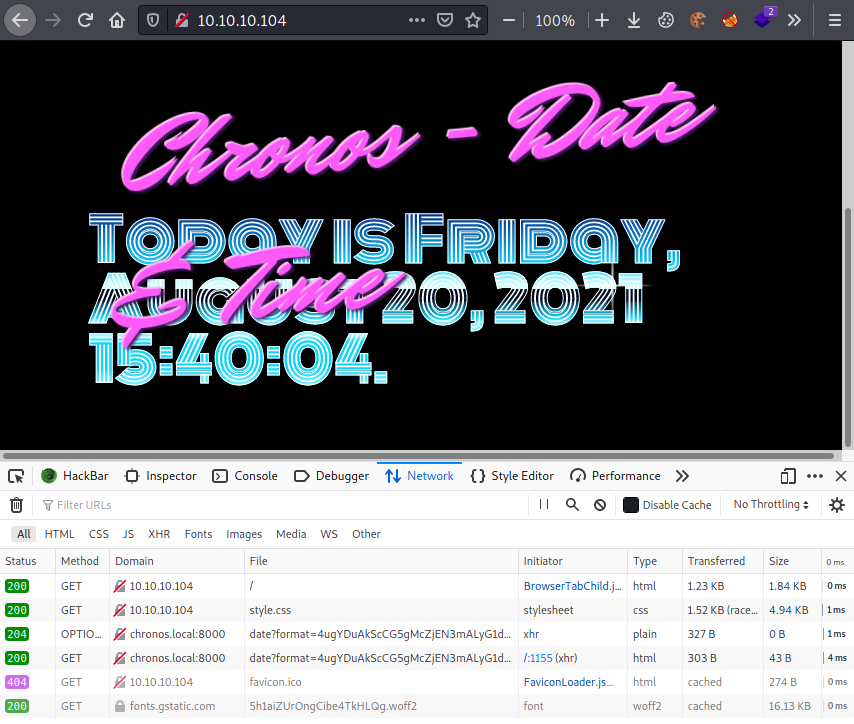 10.10.10.104
100%
2
Chronos - Date
Today is Friday,
August 20, 2021
& Time
15:40:04.
HackBar Inspector Console Debugger Network Style Editor Performance
Filter URLs Disable Cache No Throttling
All HTML CSS JS XHR Fonts Images Media WS Other
Status Method Domain File Initiator Type Transferred Size 0 ms
200 GET 10.10.10.104 / BrowserTabChild.j… html 1.23 KB 1.84 KB 0 ms
200 GET 10.10.10.104 style.css stylesheet css 1.52 KB (race… 4.94 KB 1 ms
204 OPTIO… chronos.local:8000 date?format=4ugYDuAkScCG5gMcZjEN3mALyG1d… xhr plain 327 B 0 B 1 ms
200 GET chronos.local:8000 date?format=4ugYDuAkScCG5gMcZjEN3mALyG1d… /:1155 (xhr) html 303 B 43 B 4 ms
404 GET 10.10.10.104 favicon.ico FaviconLoader.js… html cached 274 B 0 ms
200 GET fonts.gstatic.com 5h1aiZUrOngCibe4TkHLQg.woff2 font woff2 cached 16.13 KB 0 ms